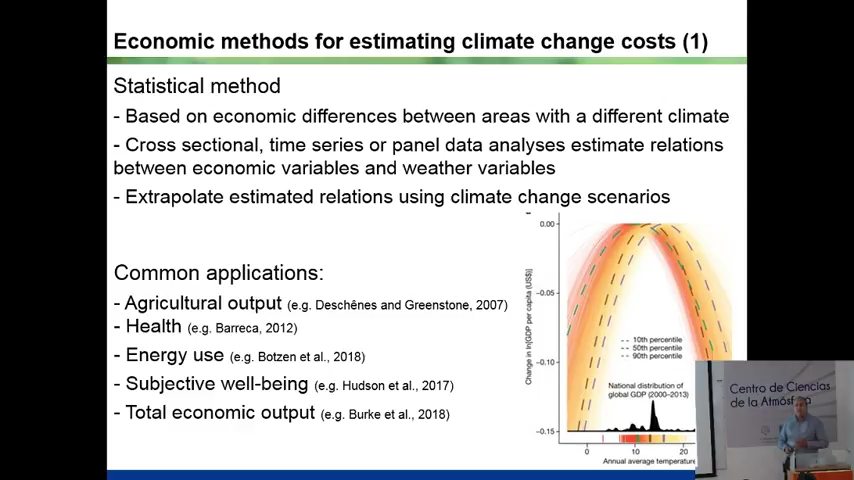 Economic methods for estimating climate change costs (1)
Statistical method
- Based on economic differences between areas with a different climate
- Cross sectional, time series or panel data analyses estimate relations
between economic variables and weather variables
- Extrapolate estimated relations using climate change scenarios
Common applications:
- Agricultural output (e.g. Deschênes and Greenstone, 2007)
- Health (e.g. Barreca, 2012)
- Energy use (e.g. Botzen et al., 2018)
- Subjective well-being (e.g. Hudson et al., 2017)
- Total economic output (e.g. Burke et al., 2018)
Change in ln[GDP per capita (US$)]
0.00
-0.05
-0.10
-0.15
10th percentile
50th percentile
90th percentile
National distribution of
global GDP (2000–2013)
0
10
20
Annual average temperature
Centro de Ciencias
de la Atmósfera